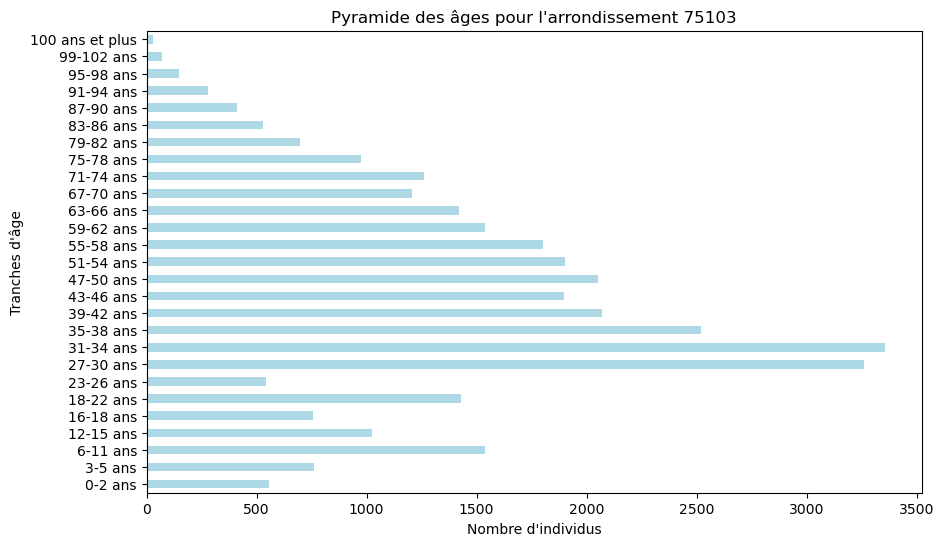 Pyramide des âges pour l'arrondissement 75103
Tranches d'âge
100 ans et plus
99-102 ans
95-98 ans
91-94 ans
87-90 ans
83-86 ans
79-82 ans
75-78 ans
71-74 ans
67-70 ans
63-66 ans
59-62 ans
55-58 ans
51-54 ans
47-50 ans
43-46 ans
39-42 ans
35-38 ans
31-34 ans
27-30 ans
23-26 ans
18-22 ans
16-18 ans
12-15 ans
6-11 ans
3-5 ans
0-2 ans
0 500 1000 1500 2000 2500 3000 3500
Nombre d'individus